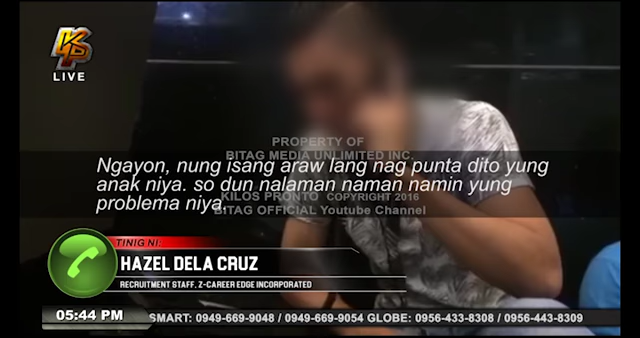 KP
LIVE
PROPERTY OF
BITAG MEDIA UNLIMITED INC.
Ngayon, nung isang araw lang nag punta dito yung
anak niya. so dun nalaman naman namin yung
problema niya.
KILOS PRONTO COPYRIGHT 2016
BITAG OFFICIAL Youtube Channel
TINIG NI:
HAZEL DELA CRUZ
RECRUITMENT STAFF, Z-CAREER EDGE INCORPORATED
05:44 PM SMART: 0949-669-9048 / 0949-669-9054 GLOBE: 0956-433-8308 / 0956-443-8309